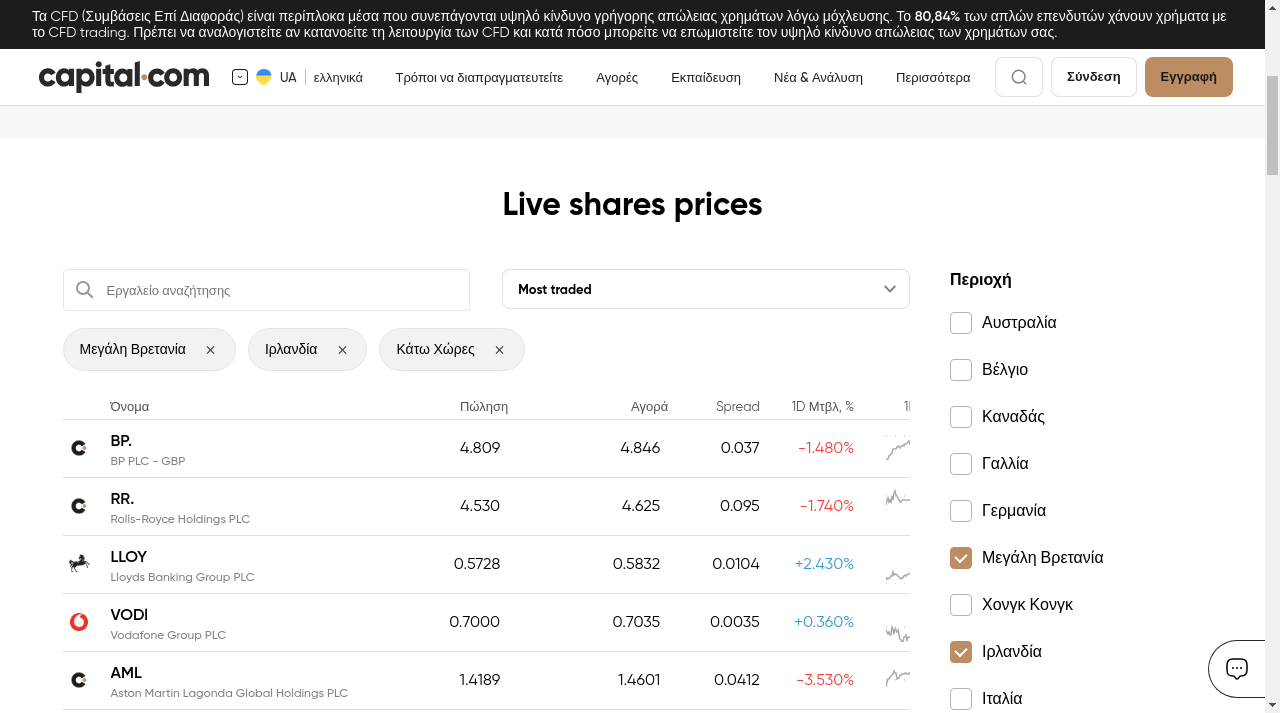 Τα CFD (Συμβάσεις Επί Διαφοράς) είναι περίπλοκα μέσα που συνεπάγονται υψηλό κίνδυνο γρήγορης απώλειας χρημάτων λόγω μόχλευσης. Το 80,84% των απλών επενδυτών χάνουν χρήματα με
το CFD trading. Πρέπει να αναλογιστείτε αν κατανοείτε τη λειτουργία των CFD και κατά πόσο μπορείτε να επωμιστείτε τον υψηλό κίνδυνο απώλειας των χρημάτων σας.
capital.com UA ελληνικά Τρόποι να διαπραγματευτείτε Αγορές Εκπαίδευση Νέα & Ανάλυση Περισσότερα Σύνδεση Εγγραφή
Live shares prices
Εργαλείο αναζήτησης
Most traded
Μεγάλη Βρετανία
Ιρλανδία
Κάτω Χώρες
Όνομα Πώληση Αγορά Spread 1D Μτβλ, %
BP. 4.809 4.846 0.037 -1.480%
BP PLC - GBP
RR. 4.530 4.625 0.095 -1.740%
Rolls-Royce Holdings PLC
LLOY 0.5728 0.5832 0.0104 +2.430%
Lloyds Banking Group PLC
VODl 0.7000 0.7035 0.0035 +0.360%
Vodafone Group PLC
AML 1.4189 1.4601 0.0412 -3.530%
Aston Martin Lagonda Global Holdings PLC
Περιοχή
Αυστραλία
Βέλγιο
Καναδάς
Γαλλία
Γερμανία
Μεγάλη Βρετανία
Χονγκ Κονγκ
Ιρλανδία
Ιταλία